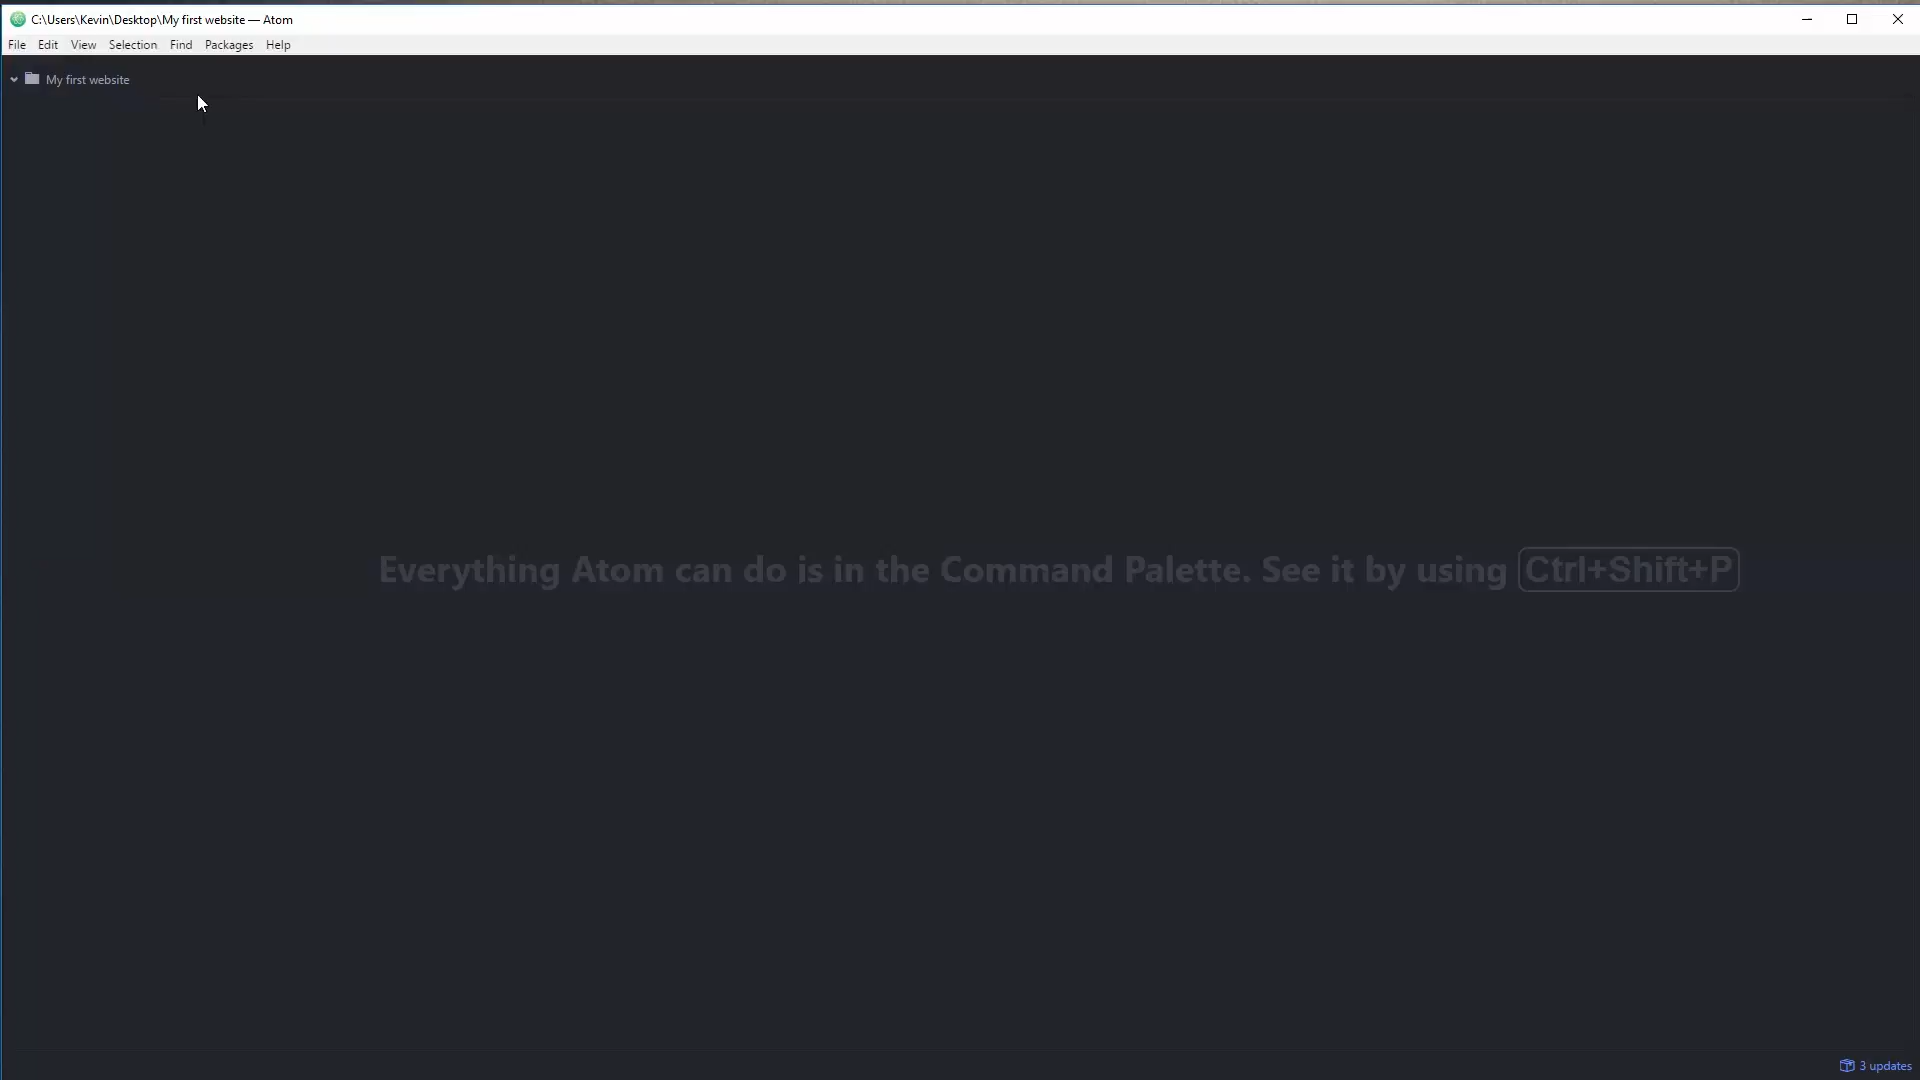 C:\Users\Kevin\Desktop\My first website — Atom
File Edit View Selection Find Packages Help
My first website
Everything Atom can do is in the Command Palette. See it by using Ctrl+Shift+P
3 updates